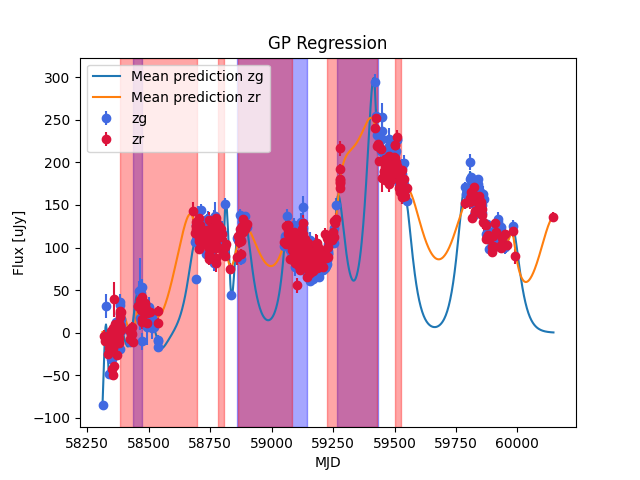 GP Regression
Mean prediction zg
Mean prediction zr
zg
zr
300
250
200
150
100
50
0
−50
−100
Flux [uJy]
58250 58500 58750 59000 59250 59500 59750 60000
MJD